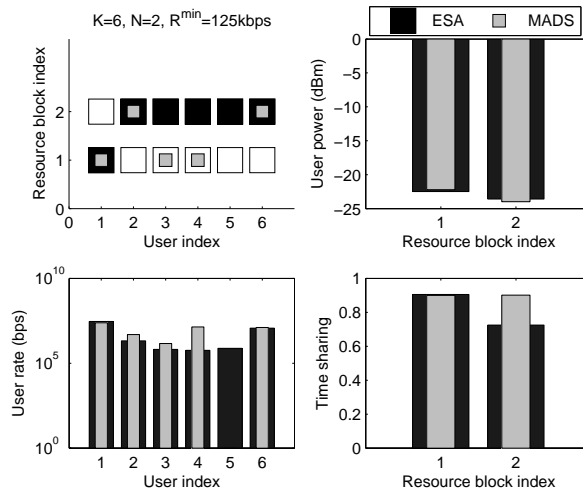 K=6, N=2, R^min=125kbps
ESA
MADS
Resource block index
2
1
0
0 1 2 3 4 5 6
User index
User power (dBm)
0
−5
−10
−15
−20
−25
1 2
Resource block index
User rate (bps)
10^10
10^5
10^0
1 2 3 4 5 6
User index
Time sharing
1
0.8
0.6
0.4
0.2
0
1 2
Resource block index